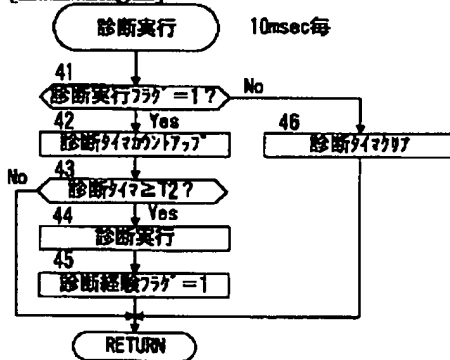 診断実行
10msec毎
41
診断実行フラグ=1?
No
42
Yes
46
診断タイマカウントアップ
診断タイマクリア
43
No
診断タイマ≥T2?
44
Yes
診断実行
45
診断経験フラグ=1
RETURN